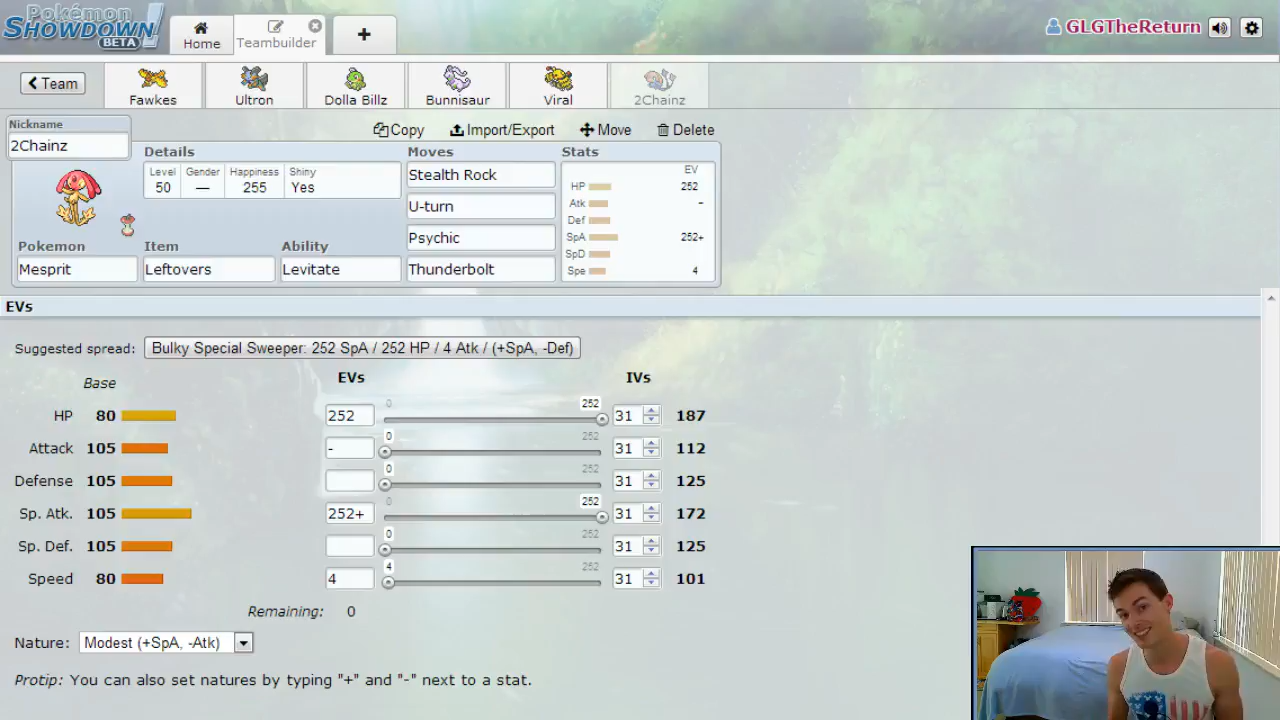 Pokémon
SHOWDOWN!
BETA
Home
Teambuilder
+
GLGTheReturn
Team
Fawkes
Ultron
Dolla Billz
Bunnisaur
Viral
2Chainz
Nickname
2Chainz
Copy
Import/Export
Move
Delete
Details
Level Gender Happiness Shiny
50 — 255 Yes
Pokemon
Mesprit
Item
Leftovers
Ability
Levitate
Moves
Stealth Rock
U-turn
Psychic
Thunderbolt
Stats
EV
HP 252
Atk -
Def
SpA 252+
SpD
Spe 4
EVs
Suggested spread: Bulky Special Sweeper: 252 SpA / 252 HP / 4 Atk / (+SpA, -Def)
Base EVs IVs
HP 80 252 0 252 31 187
Attack 105 - 0 252 31 112
Defense 105 0 252 31 125
Sp. Atk. 105 252+ 0 252 31 172
Sp. Def. 105 0 252 31 125
Speed 80 4 4 252 31 101
Remaining: 0
Nature: Modest (+SpA, -Atk)
Protip: You can also set natures by typing "+" and "-" next to a stat.